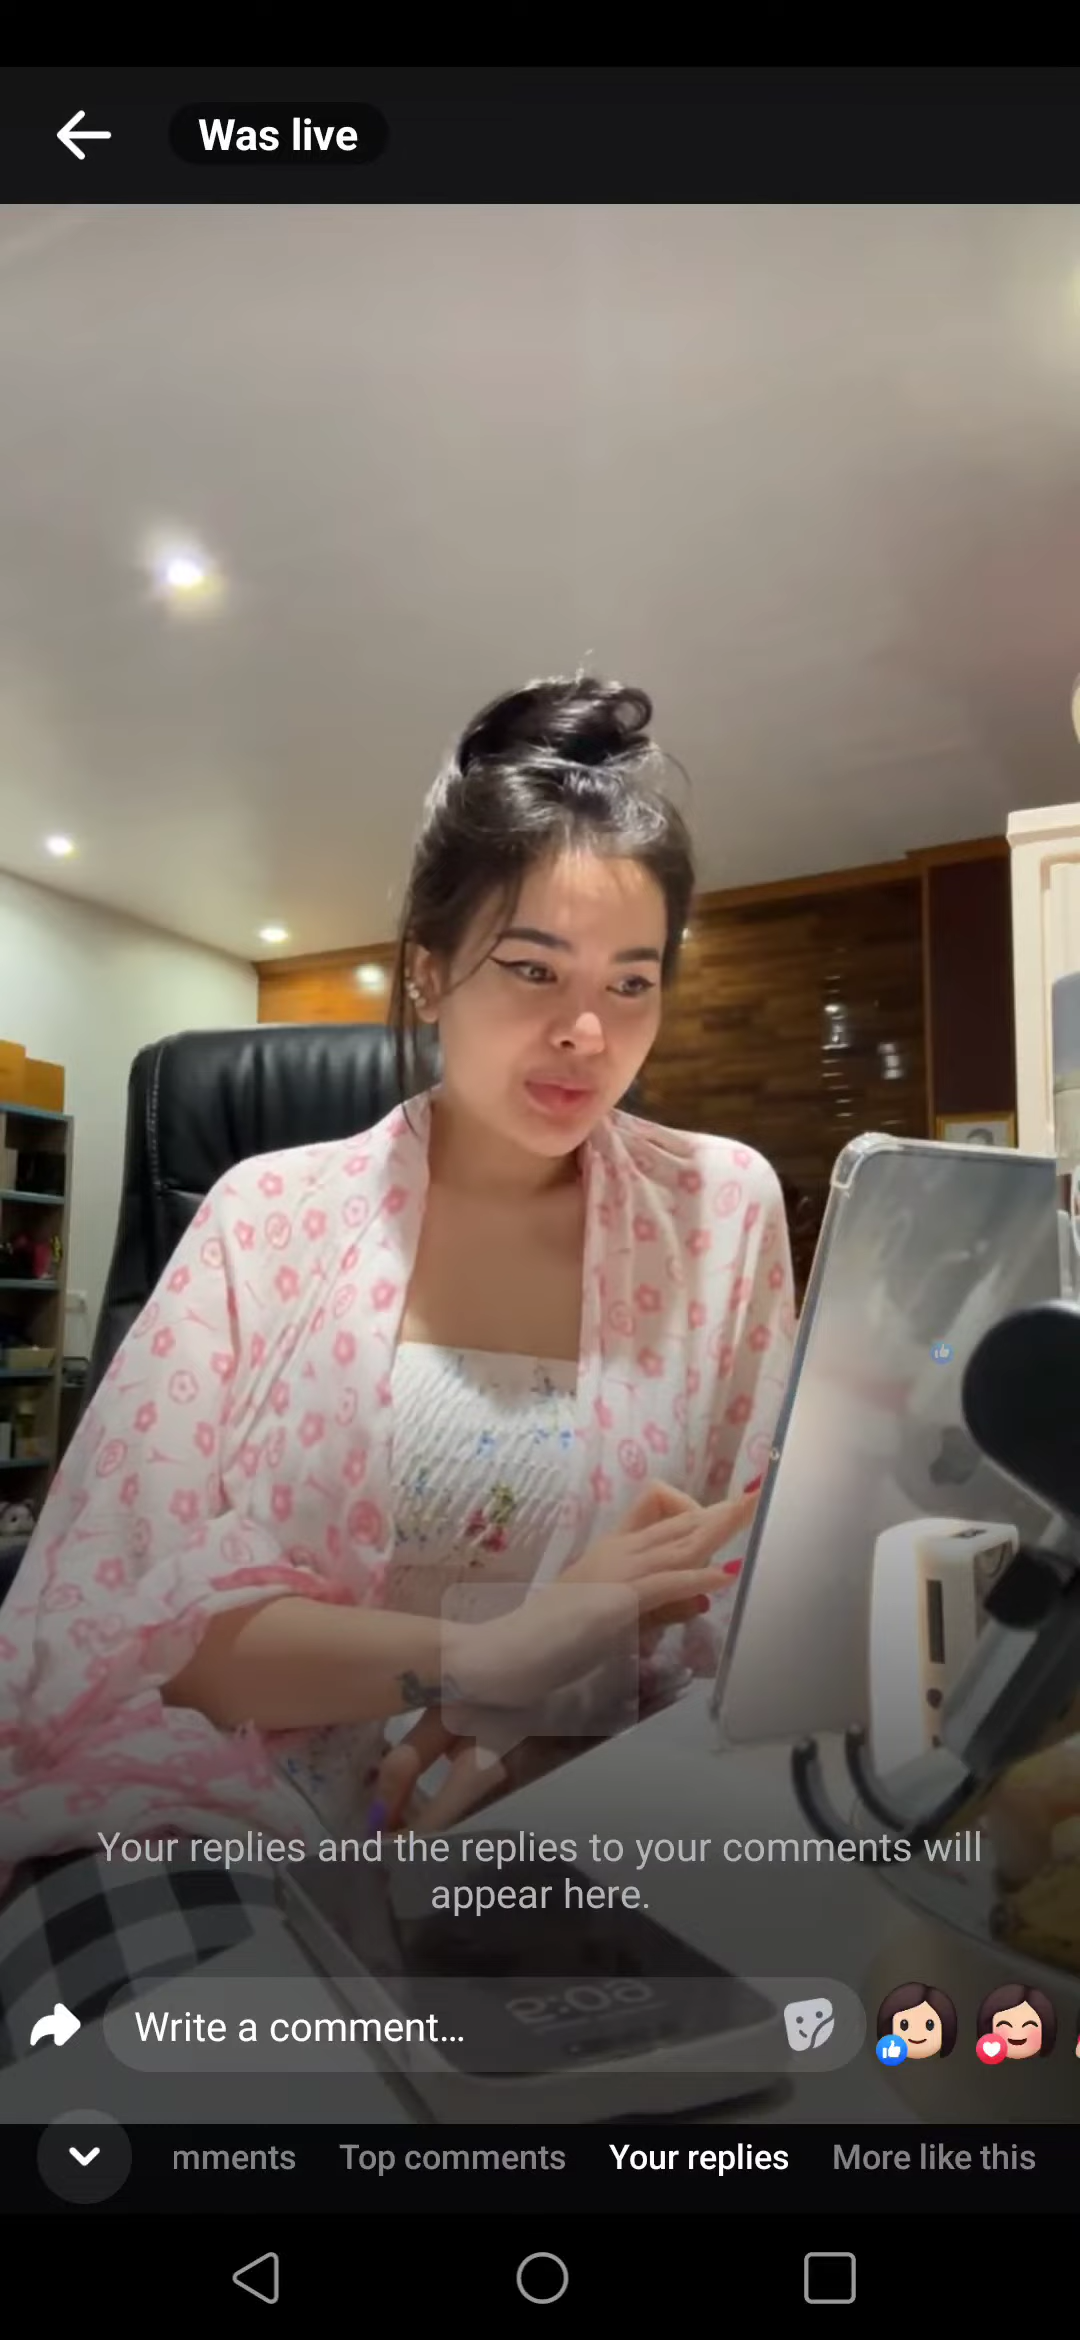 Was live
Your replies and the replies to your comments will
appear here.
Write a comment...
mments
Top comments
Your replies
More like this